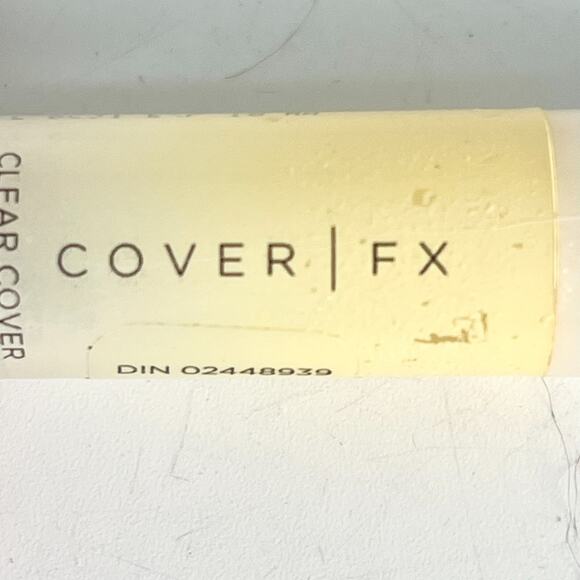 CLEAR COVER
COVER | FX
DIN 02448939